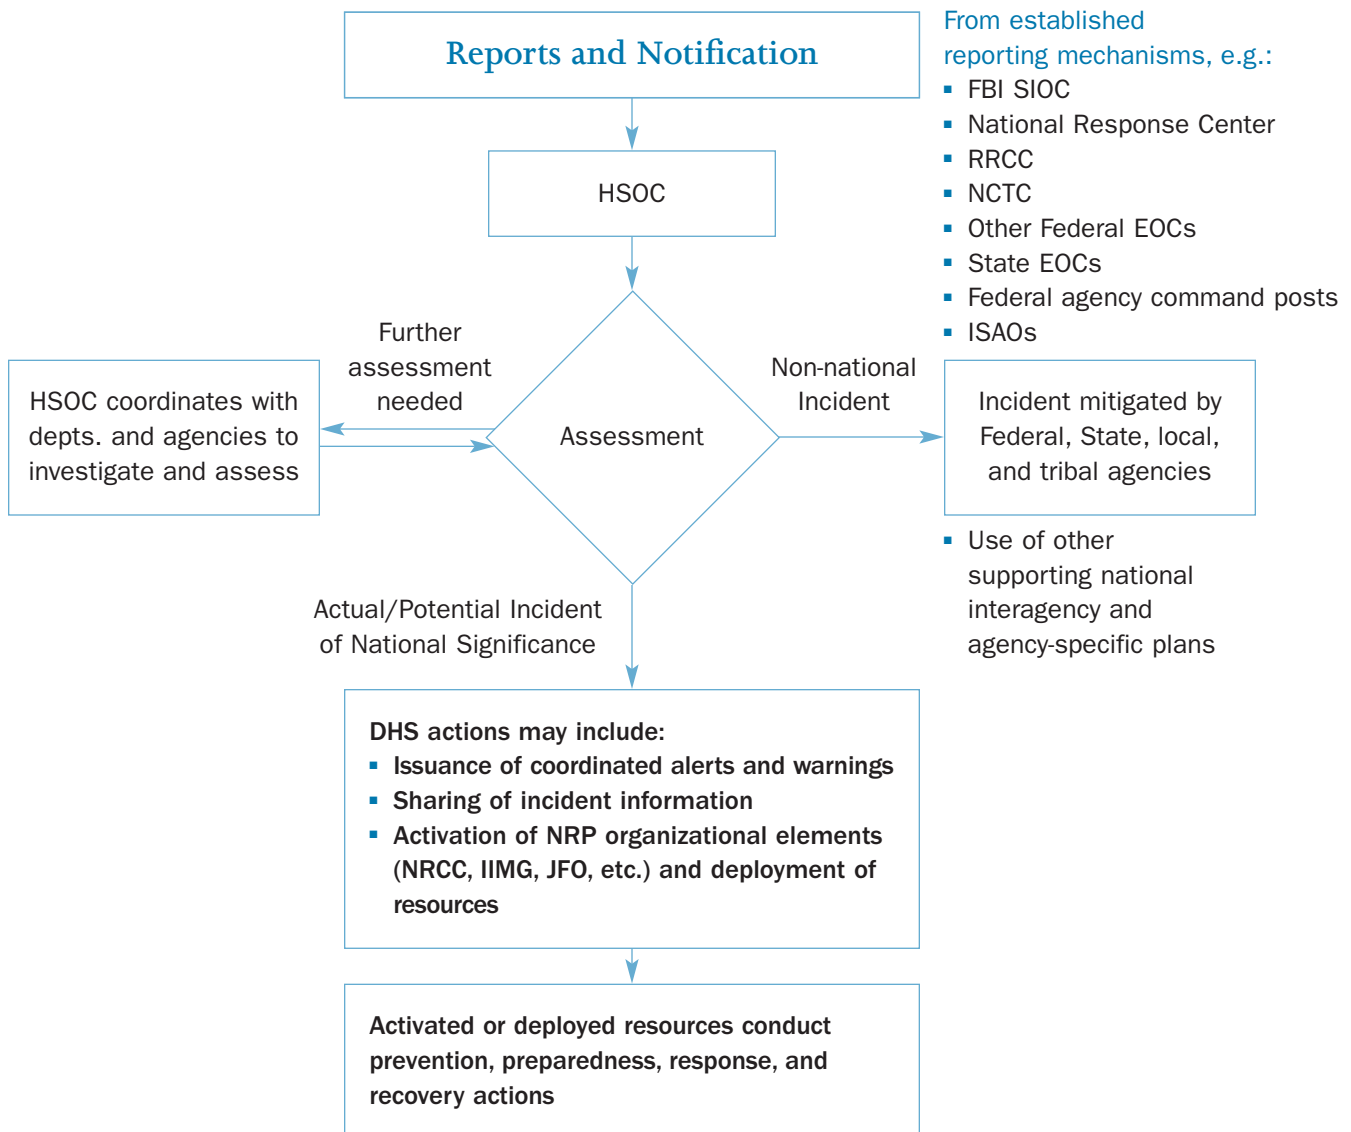 Reports and Notification
From established
reporting mechanisms, e.g.:
▪ FBI SIOC
▪ National Response Center
▪ RRCC
▪ NCTC
▪ Other Federal EOCs
▪ State EOCs
▪ Federal agency command posts
▪ ISAOs
HSOC
Further
assessment
needed
Non-national
Incident
HSOC coordinates with
depts. and agencies to
investigate and assess
Assessment
Incident mitigated by
Federal, State, local,
and tribal agencies
▪ Use of other
supporting national
interagency and
agency-specific plans
Actual/Potential Incident
of National Significance
DHS actions may include:
▪ Issuance of coordinated alerts and warnings
▪ Sharing of incident information
▪ Activation of NRP organizational elements
(NRCC, IIMG, JFO, etc.) and deployment of
resources
Activated or deployed resources conduct
prevention, preparedness, response, and
recovery actions